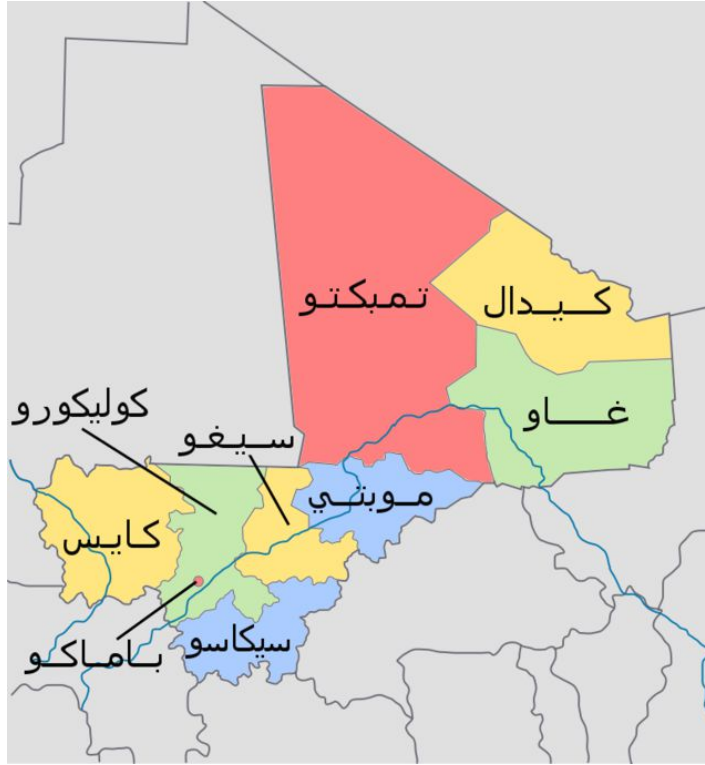 تمبكتو
كيدال
غاو
كوليكورو
سيغو
موبتي
كايس
سيكاسو
باماكو